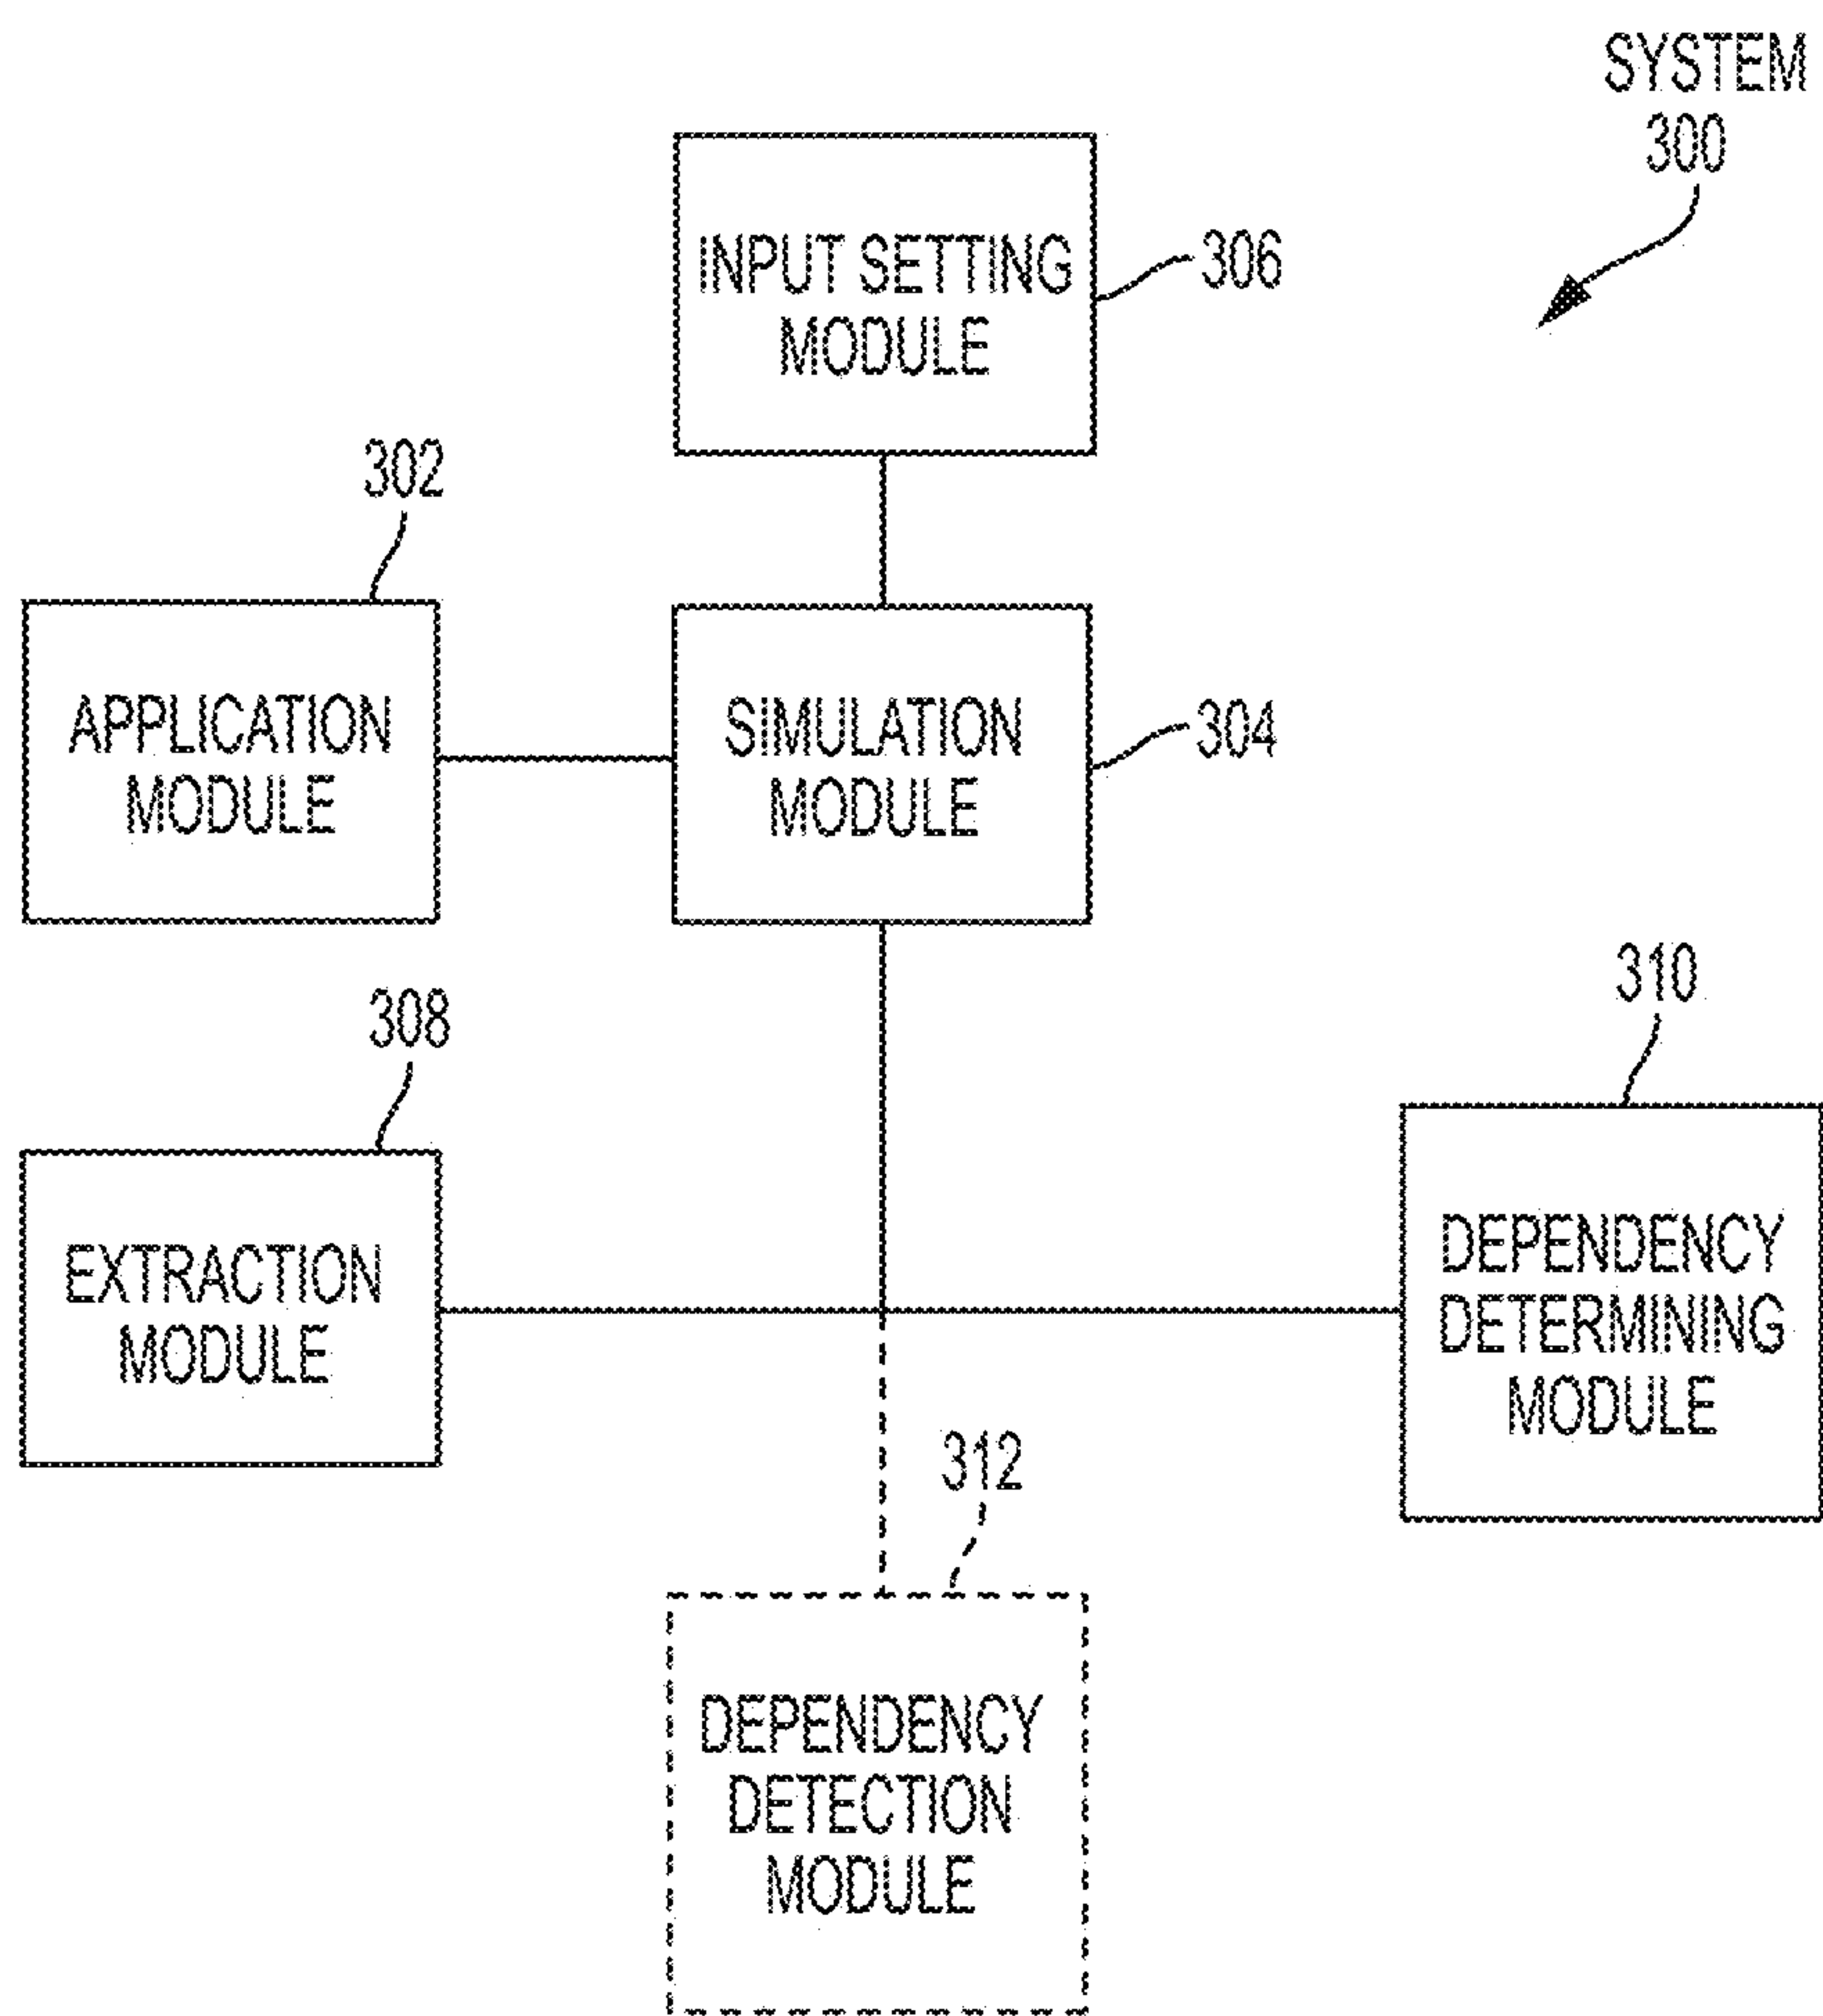 SYSTEM
300
INPUT SETTING
MODULE
306
302
APPLICATION
MODULE
SIMULATION
MODULE
304
308
310
EXTRACTION
MODULE
DEPENDENCY
DETERMINING
MODULE
312
DEPENDENCY
DETECTION
MODULE